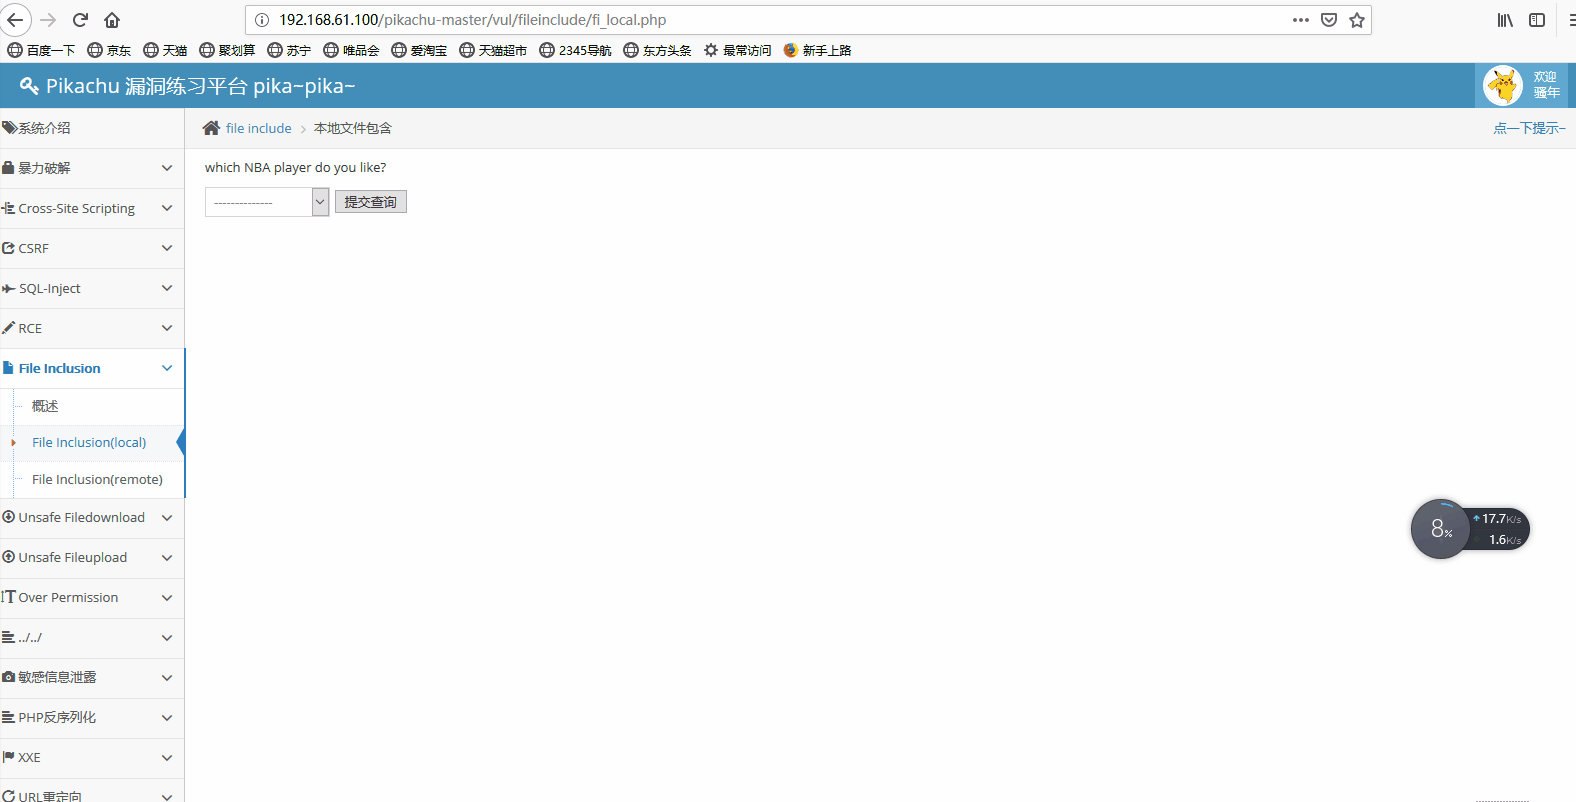 192.168.61.100/pikachu-master/vul/fileinclude/fi_local.php
百度一下 京东 天猫 聚划算 苏宁 唯品会 爱淘宝 天猫超市 2345导航 东方头条 最常访问 新手上路
Pikachu 漏洞练习平台 pika~pika~
欢迎
骚年
系统介绍
file include > 本地文件包含
点一下提示~
暴力破解
which NBA player do you like?
Cross-Site Scripting
--------------
提交查询
CSRF
SQL-Inject
RCE
File Inclusion
概述
File Inclusion(local)
File Inclusion(remote)
Unsafe Filedownload
8%
17.7K/s
1.6K/s
Unsafe Fileupload
Over Permission
../../
敏感信息泄露
PHP反序列化
XXE
URL重定向